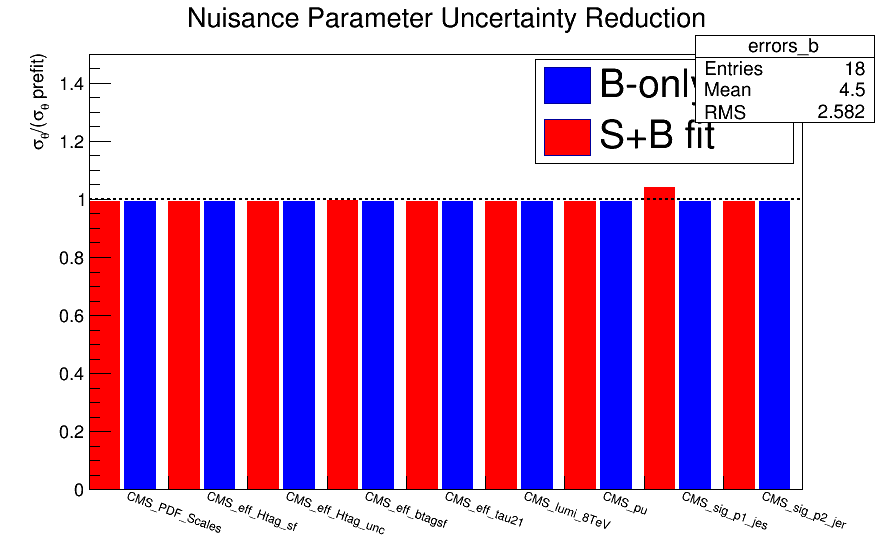 Nuisance Parameter Uncertainty Reduction
errors_b
Entries 18
Mean 4.5
RMS 2.582
B-only
S+B fit
σθ/(σθ prefit)
1.4
1.2
1
0.8
0.6
0.4
0.2
0
CMS_PDF_Scales
CMS_eff_Htag_sf
CMS_eff_Htag_unc
CMS_eff_btagsf
CMS_eff_tau21
CMS_lumi_8TeV
CMS_pu
CMS_sig_p1_jes
CMS_sig_p2_jer